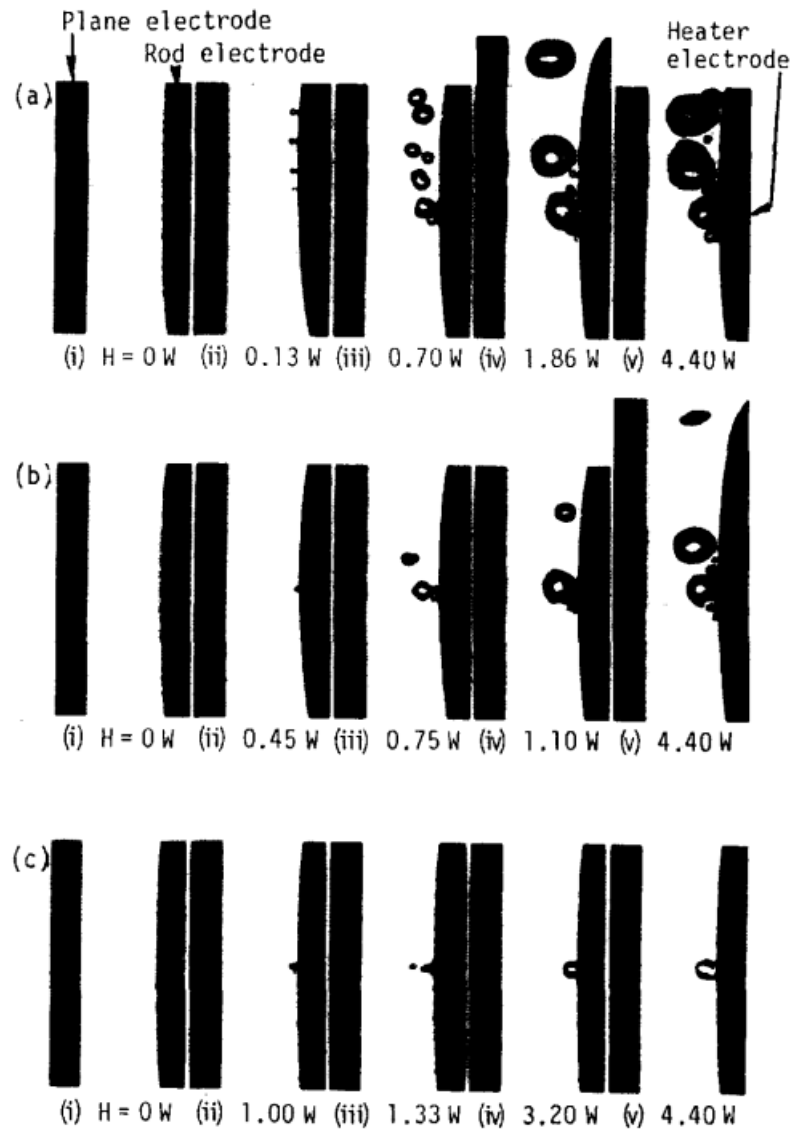 Plane electrode
Rod electrode
Heater
electrode
(a)
(i) H = 0 W (ii) 0.13 W (iii) 0.70 W (iv) 1.86 W (v) 4.40 W
(b)
(i) H = 0 W (ii) 0.45 W (iii) 0.75 W (iv) 1.10 W (v) 4.40 W
(c)
(i) H = 0 W (ii) 1.00 W (iii) 1.33 W (iv) 3.20 W (v) 4.40 W